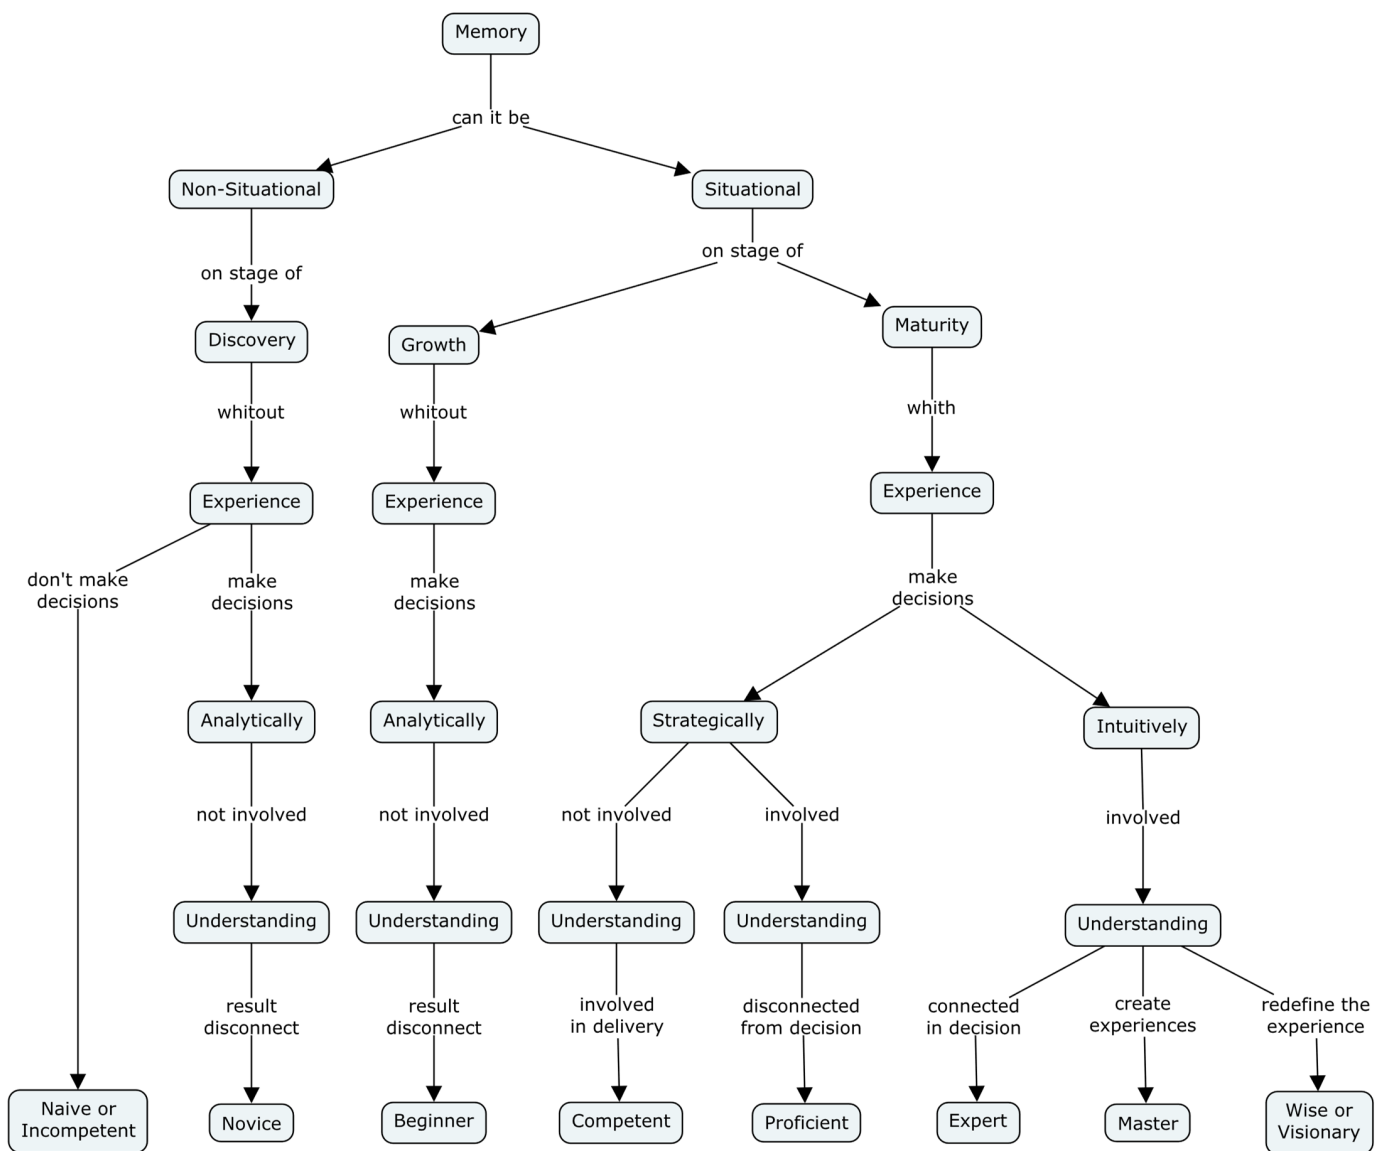 Memory
can it be
Non-Situational
Situational
on stage of
on stage of
Discovery
Growth
Maturity
whitout
whitout
whith
Experience
Experience
Experience
don't make
decisions
make
decisions
make
decisions
make
decisions
Analytically
Analytically
Strategically
Intuitively
not involved
not involved
not involved
involved
involved
Understanding
Understanding
Understanding
Understanding
Understanding
result
disconnect
result
disconnect
involved
in delivery
disconnected
from decision
connected
in decision
create
experiences
redefine the
experience
Naive or
Incompetent
Novice
Beginner
Competent
Proficient
Expert
Master
Wise or
Visionary